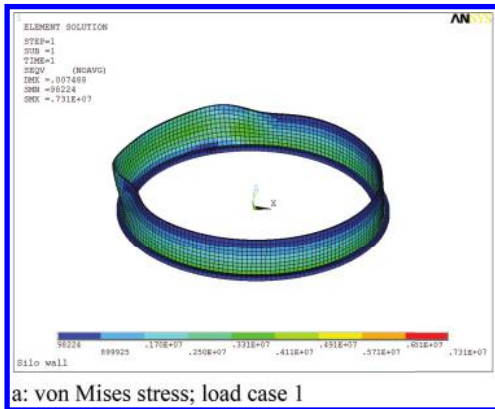 1
ANSYS
ELEMENT SOLUTION
STEP=1
SUB =1
TIME=1
SEQV (NOAVG)
DMX =.007488
SMN =98224
SMX =.731E+07
X
98224 .170E+07 .331E+07 .491E+07 .651E+07
899925 .250E+07 .411E+07 .571E+07 .731E+07
Silo wall
a: von Mises stress; load case 1